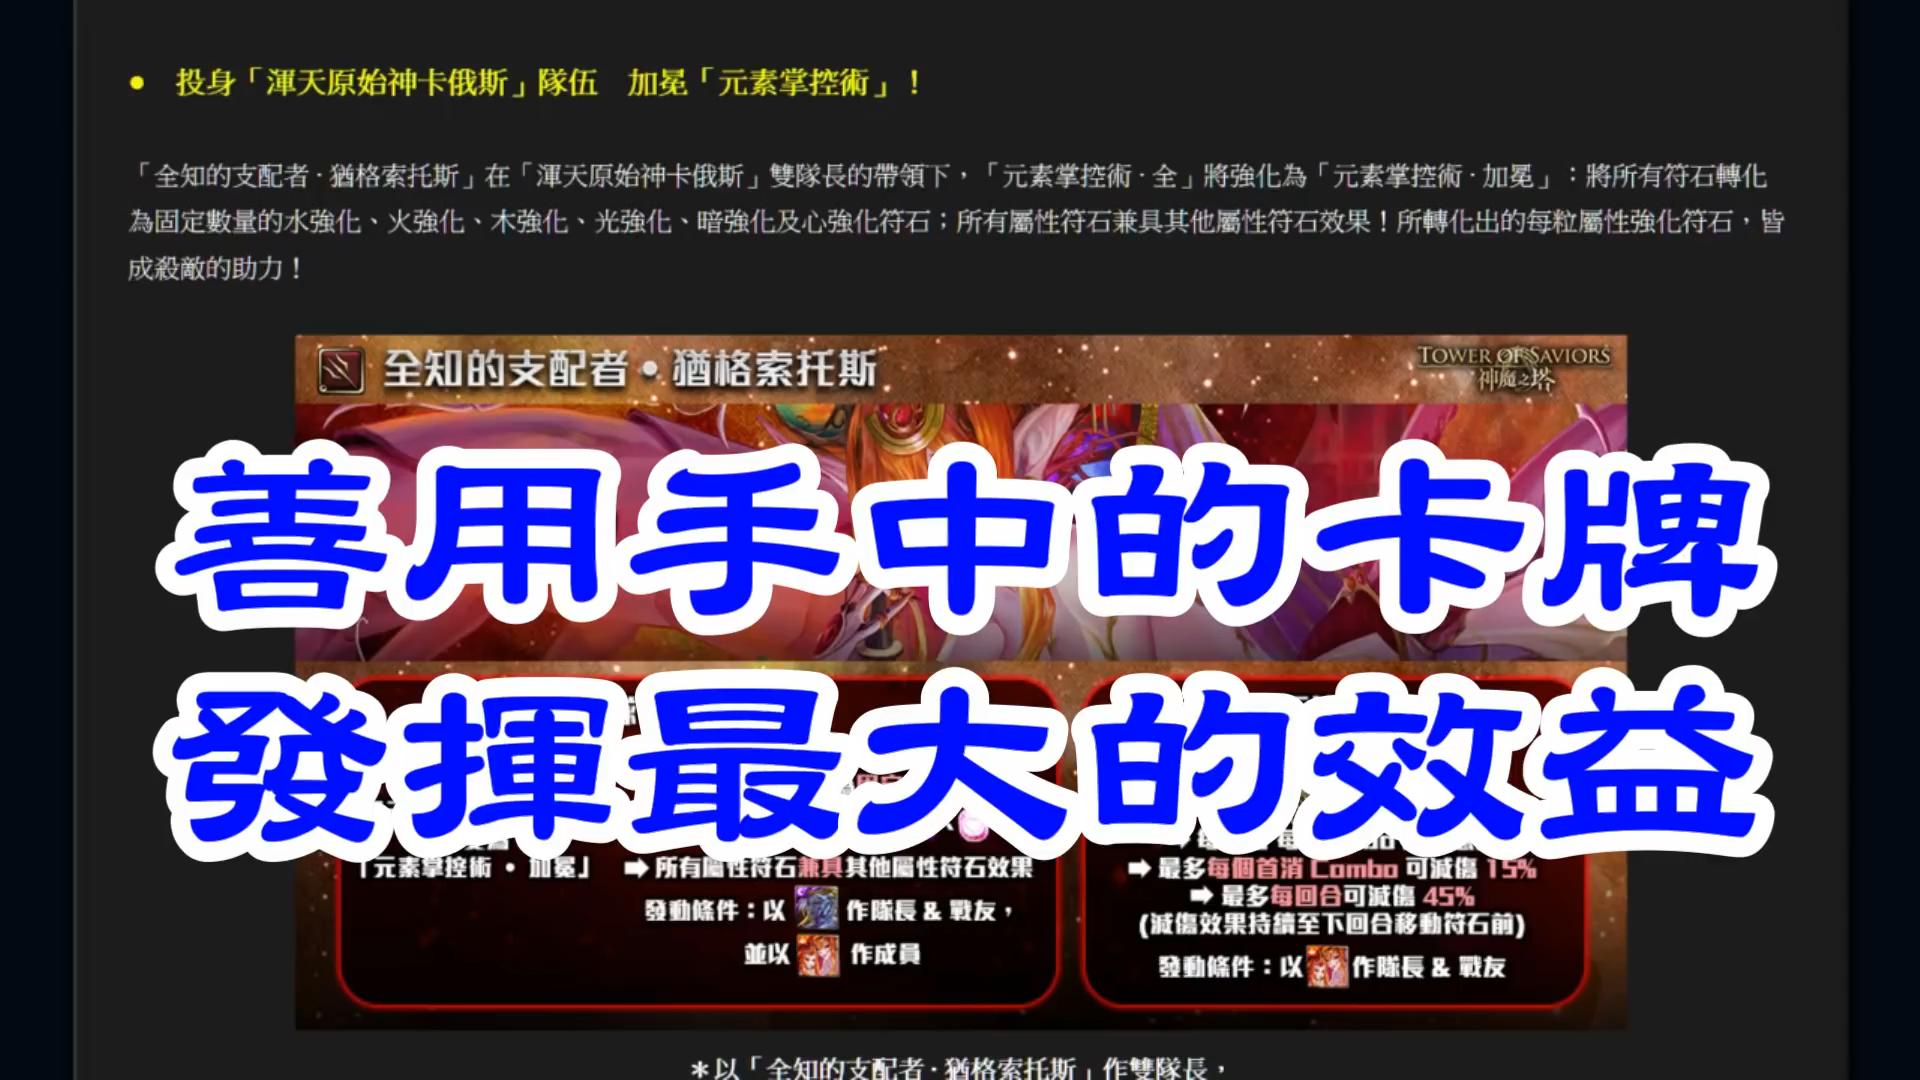 ● 投身「渾天原始神卡俄斯」隊伍 加冕「元素掌控術」！
「全知的支配者‧猶格索托斯」在「渾天原始神卡俄斯」雙隊長的帶領下，「元素掌控術‧全」將強化為「元素掌控術‧加冕」：將所有符石轉化
為固定數量的水強化、火強化、木強化、光強化、暗強化及心強化符石；所有屬性符石兼具其他屬性符石效果！所轉化出的每粒屬性強化符石，皆
成殺敵的助力！
全知的支配者•猶格索托斯
TOWER OF SAVIORS
神魔之塔
善用手中的卡牌
發揮最大的效益
「元素掌控術 • 加冕」 ➡ 所有屬性符石兼具其他屬性符石效果
發動條件：以 作隊長 & 戰友，
並以 作成員
➡ 最多每個首消 Combo 可減傷 15%
➡ 最多每回合可減傷 45%
(減傷效果持續至下回合移動符石前)
發動條件：以 作隊長 & 戰友
＊以「全知的支配者‧猶格索托斯」作雙隊長，